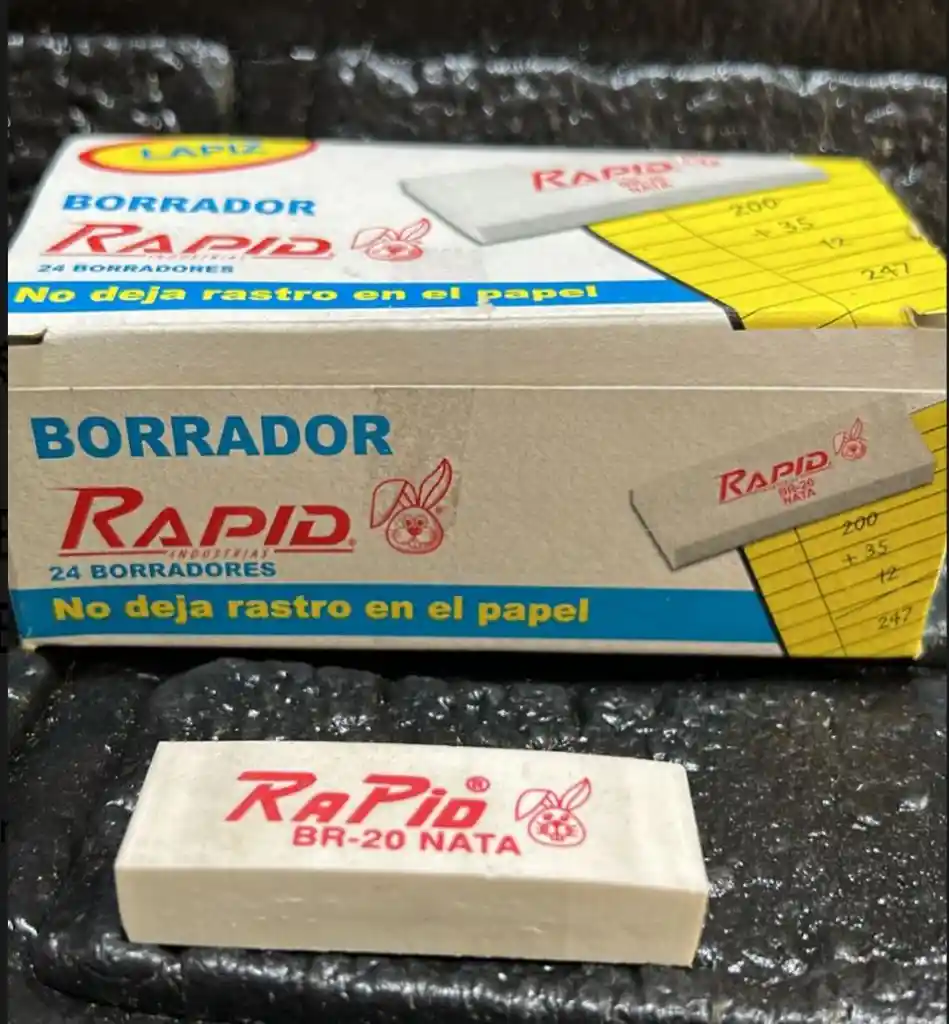 LAPIZ
BORRADOR
RAPID
INDUSTRIAS
24 BORRADORES
No deja rastro en el papel
RAPID
NATA
200
+ 35
12
247
BORRADOR
RAPID®
INDUSTRIAS
24 BORRADORES
No deja rastro en el papel
RAPID
BR-20
NATA
200
+ 35
12
247
RaPiD®
BR-20 NATA